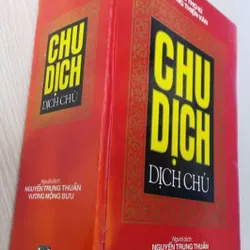 CHU
DỊCH
DỊCH CHÚ
Người dịch:
NGUYỄN TRUNG THUẦN
VƯƠNG MỘNG BƯU
CHU
DỊCH
DỊCH CHÚ
Người dịch:
NGUYỄN TRUNG THUẦN